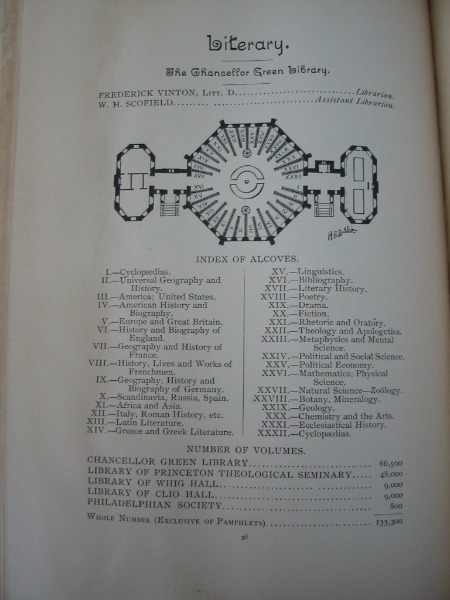 Literary.
The Chancellor Green Library.
FREDERICK VINTON, LITT. D. Librarian.
W. H. SCOFIELD. Assistant Librarian.
INDEX OF ALCOVES.
I.—Cyclopædias.
II.—Universal Geography and
History.
III.—America; United States.
IV.—American History and
Biography.
V.—Europe and Great Britain.
VI.—History and Biography of
England.
VII.—Geography and History of
France.
VIII.—History, Lives and Works of
Frenchmen.
IX.—Geography, History and
Biography of Germany.
X.—Scandinavia, Russia, Spain.
XI.—Africa and Asia.
XII.—Italy, Roman History, etc.
XIII.—Latin Literature.
XIV.—Greece and Greek Literature.
XV.—Linguistics.
XVI.—Bibliography.
XVII.—Literary History.
XVIII.—Poetry.
XIX.—Drama.
XX.—Fiction.
XXI.—Rhetoric and Oratory.
XXII.—Theology and Apologetics.
XXIII.—Metaphysics and Mental
Science.
XXIV.—Political and Social Science.
XXV.—Political Economy.
XXVI.—Mathematics; Physical
Science.
XXVII.—Natural Science—Zoölogy.
XXVIII.—Botany, Mineralogy.
XXIX.—Geology.
XXX.—Chemistry and the Arts.
XXXI.—Ecclesiastical History.
XXXII.—Cyclopædias.
NUMBER OF VOLUMES.
CHANCELLOR GREEN LIBRARY 66,500
LIBRARY OF PRINCETON THEOLOGICAL SEMINARY 48,000
LIBRARY OF WHIG HALL 9,000
LIBRARY OF CLIO HALL 9,000
PHILADELPHIAN SOCIETY 800
WHOLE NUMBER (EXCLUSIVE OF PAMPHLETS) 133,300